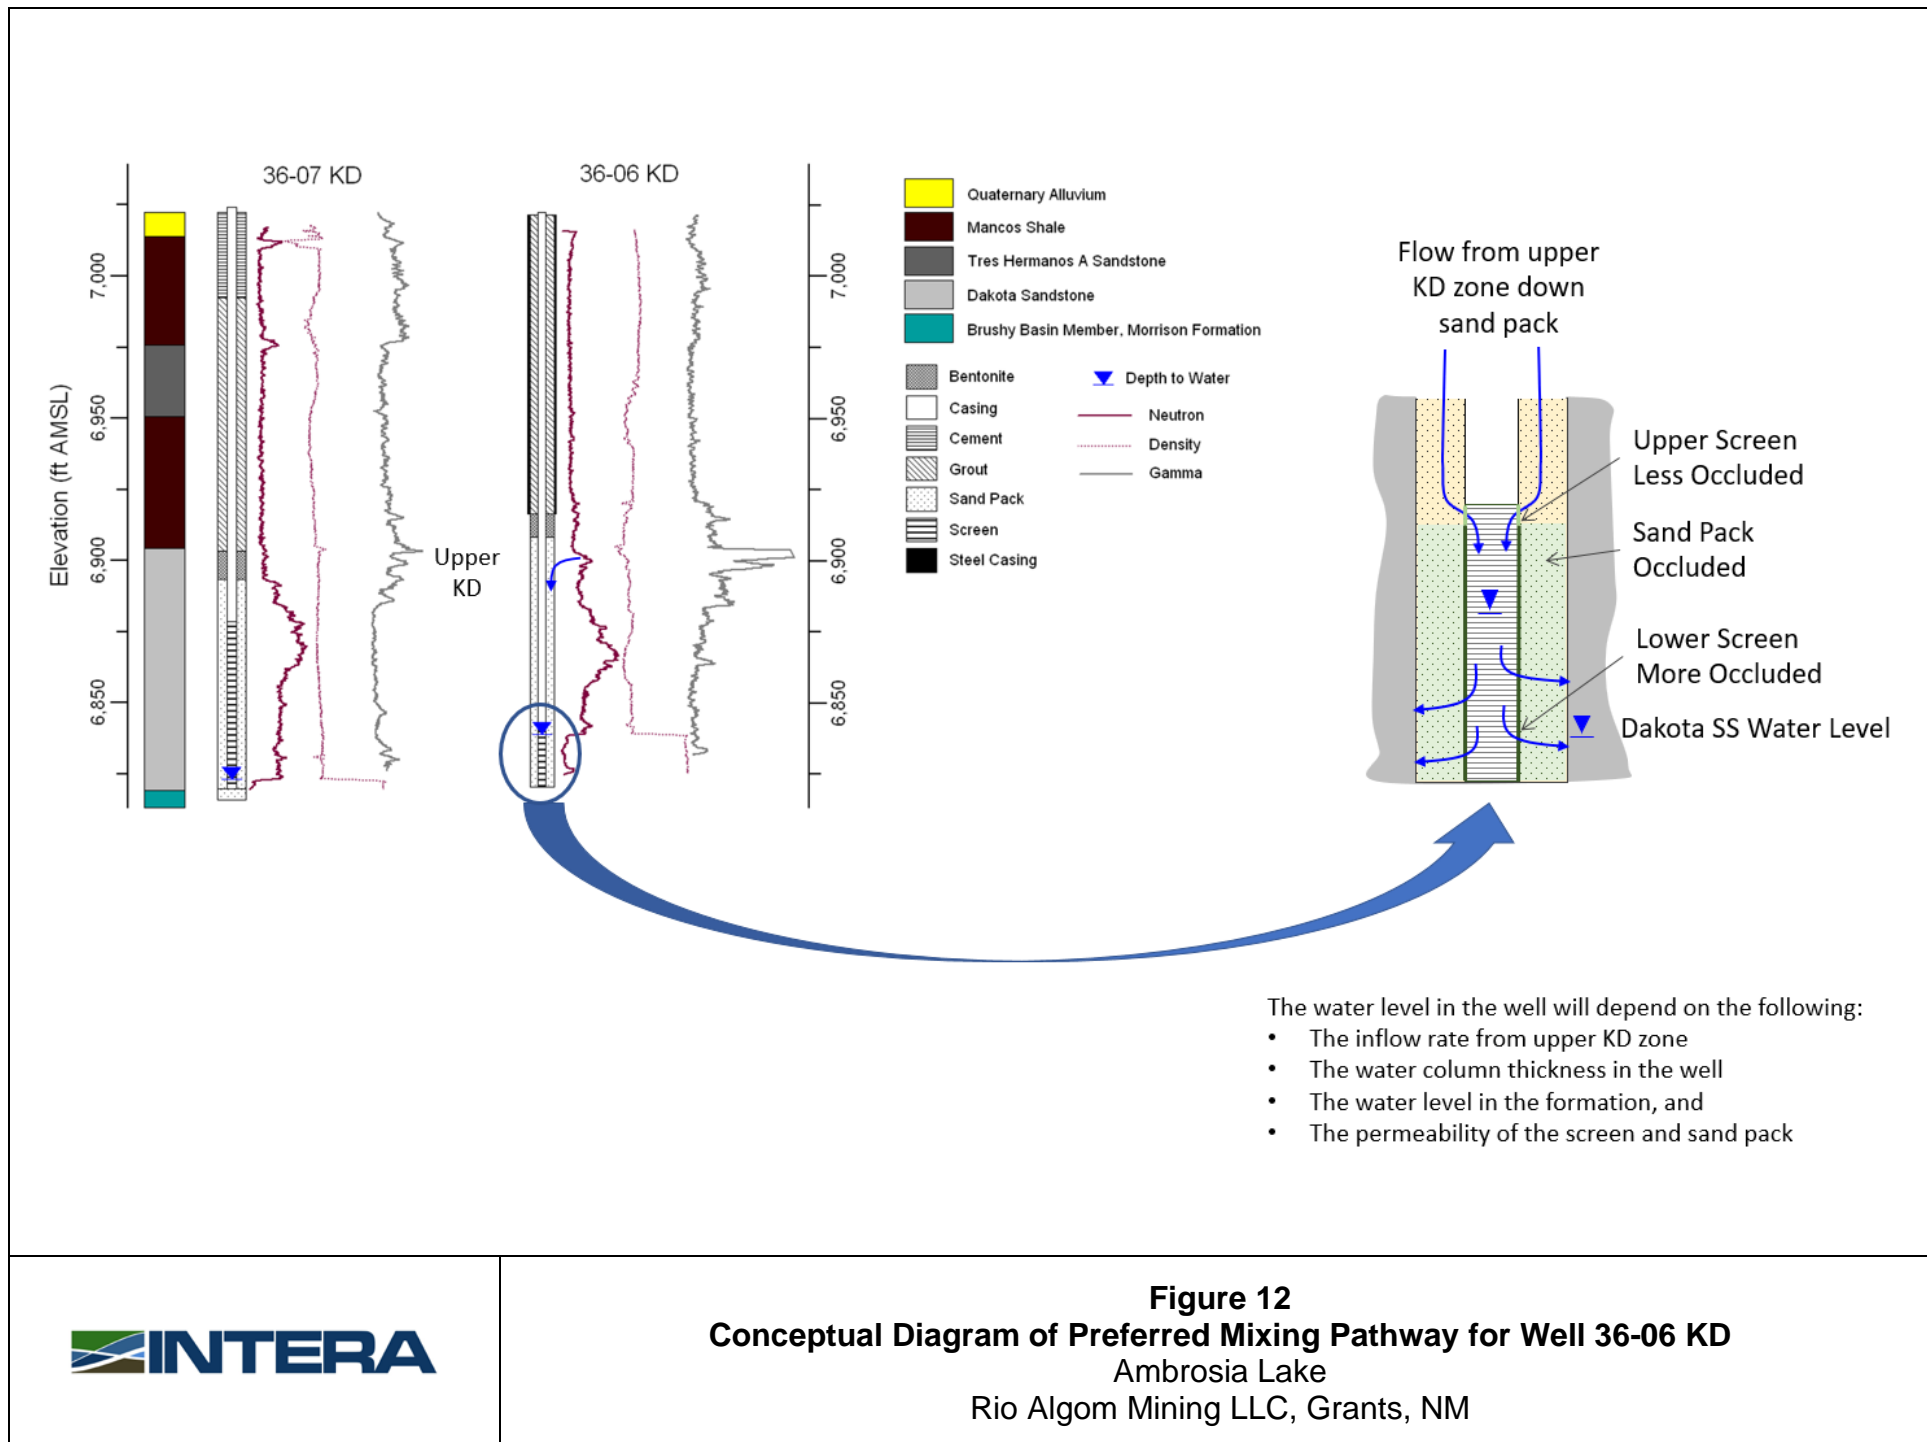 36-07 KD
36-06 KD
Elevation (ft AMSL)
7,000
6,950
6,900
6,850
7,000
6,950
6,900
6,850
Upper
KD
Quaternary Alluvium
Mancos Shale
Tres Hermanos A Sandstone
Dakota Sandstone
Brushy Basin Member, Morrison Formation
Bentonite
Casing
Cement
Grout
Sand Pack
Screen
Steel Casing
Depth to Water
Neutron
Density
Gamma
Flow from upper
KD zone down
sand pack
Upper Screen
Less Occluded
Sand Pack
Occluded
Lower Screen
More Occluded
Dakota SS Water Level
The water level in the well will depend on the following:
• The inflow rate from upper KD zone
• The water column thickness in the well
• The water level in the formation, and
• The permeability of the screen and sand pack
INTERA
Figure 12
Conceptual Diagram of Preferred Mixing Pathway for Well 36-06 KD
Ambrosia Lake
Rio Algom Mining LLC, Grants, NM